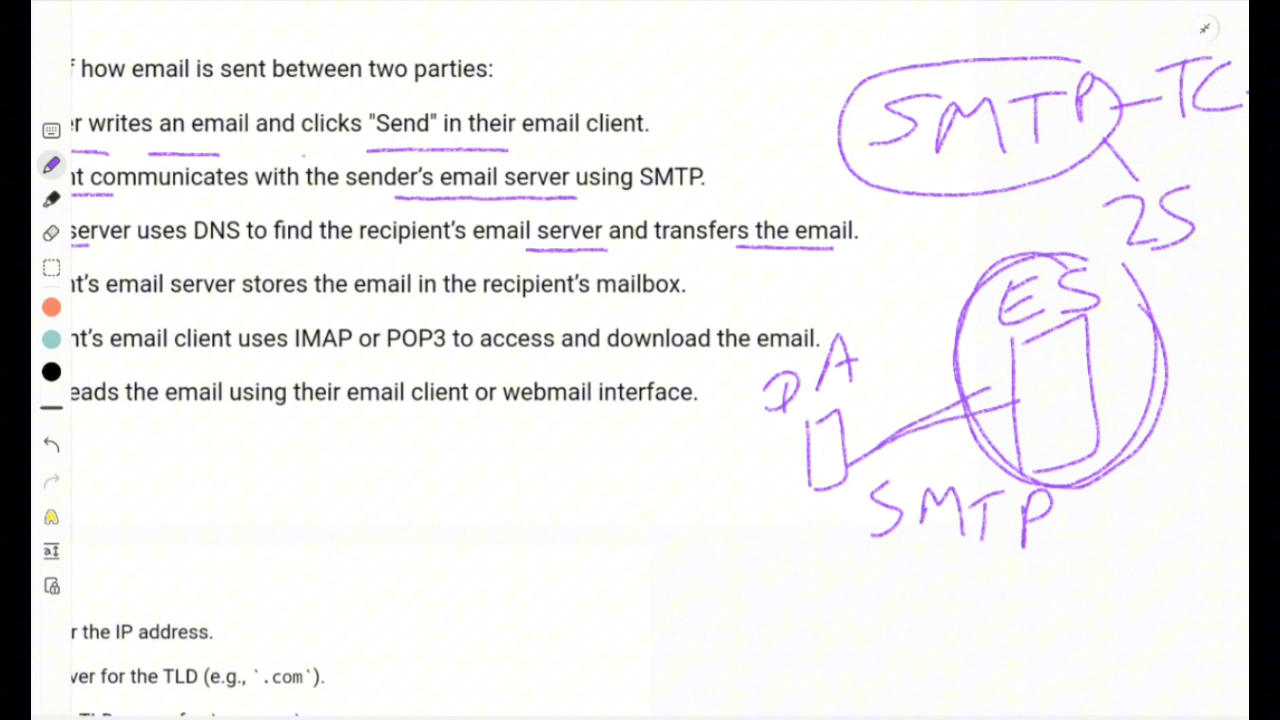 f how email is sent between two parties:
er writes an email and clicks "Send" in their email client.
nt communicates with the sender's email server using SMTP.
server uses DNS to find the recipient's email server and transfers the email.
nt's email server stores the email in the recipient's mailbox.
nt's email client uses IMAP or POP3 to access and download the email.
eads the email using their email client or webmail interface.
r the IP address.
ver for the TLD (e.g., `.com`).
SMTP
TC
25
ES
A
SMTP